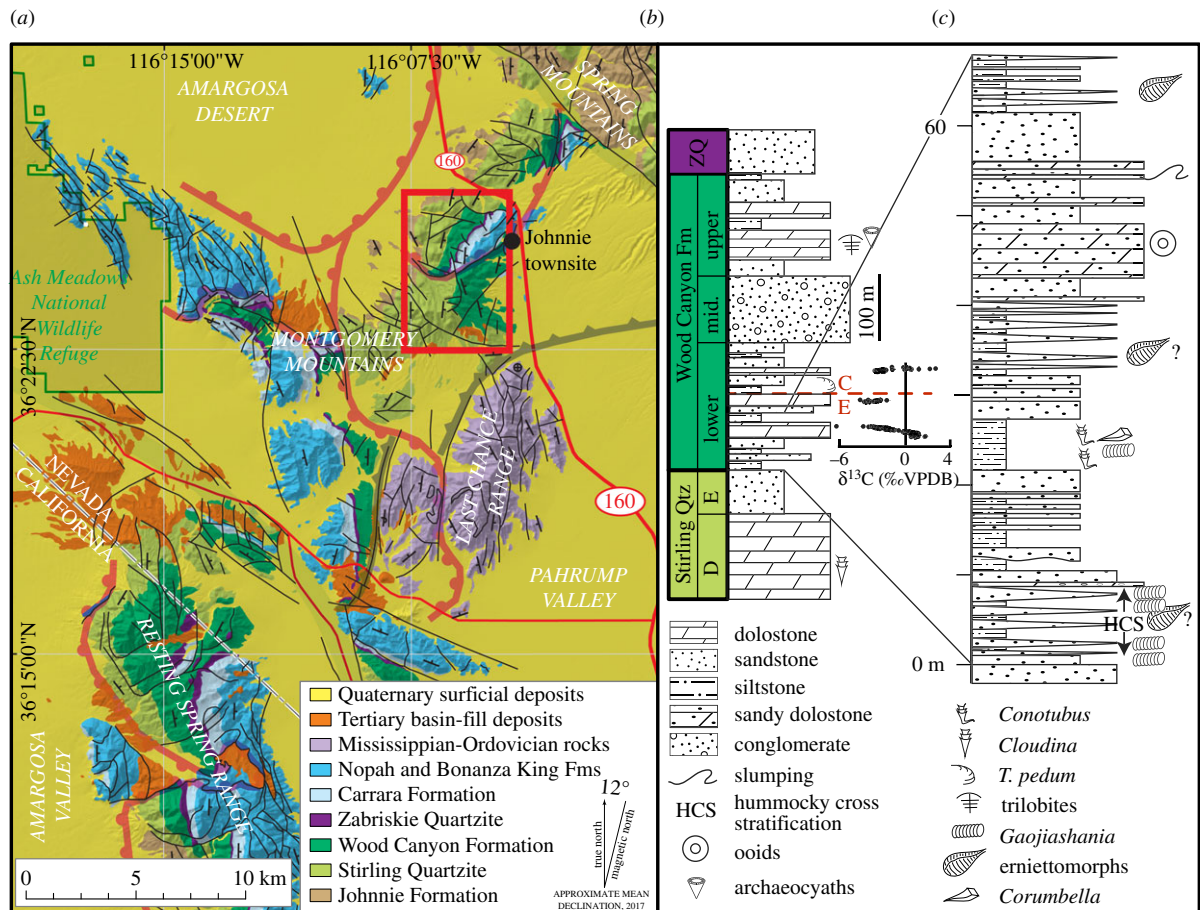 (a)
(b)
(c)
116°15'00"W
116°07'30"W
AMARGOSA
DESERT
SPRING
MOUNTAINS
160
Johnnie
townsite
Ash Meadow
National
Wildlife
Refuge
MONTGOMERY
MOUNTAINS
36°22'30"N
LAST CHANCE
RANGE
160
NEVADA
CALIFORNIA
PAHRUMP
VALLEY
36°15'00"N
RESTING SPRING RANGE
AMARGOSA
VALLEY
Quaternary surficial deposits
Tertiary basin-fill deposits
Mississippian-Ordovician rocks
Nopah and Bonanza King Fms
Carrara Formation
Zabriskie Quartzite
Wood Canyon Formation
Stirling Quartzite
Johnnie Formation
12°
true north
magnetic north
APPROXIMATE MEAN
DECLINATION, 2017
0 5 10 km
ZQ
Wood Canyon Fm
upper
mid.
lower
Stirling Qtz
E
D
100 m
C
E
–6 0 4
δ13C (‰VPDB)
dolostone
sandstone
siltstone
sandy dolostone
conglomerate
slumping
HCS hummocky cross
stratification
ooids
archaeocyaths
60
?
HCS
?
0 m
Conotubus
Cloudina
T. pedum
trilobites
Gaojiashania
erniettomorphs
Corumbella